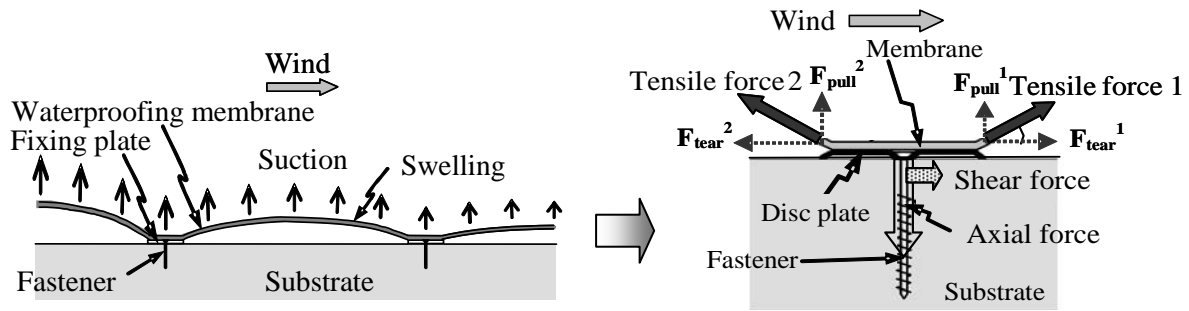 Wind
Waterproofing membrane
Fixing plate
Suction
Swelling
Fastener
Substrate
Wind
Membrane
Tensile force 2
F_pull^2
F_pull^1
Tensile force 1
F_tear^2
F_tear^1
Shear force
Disc plate
Axial force
Fastener
Substrate